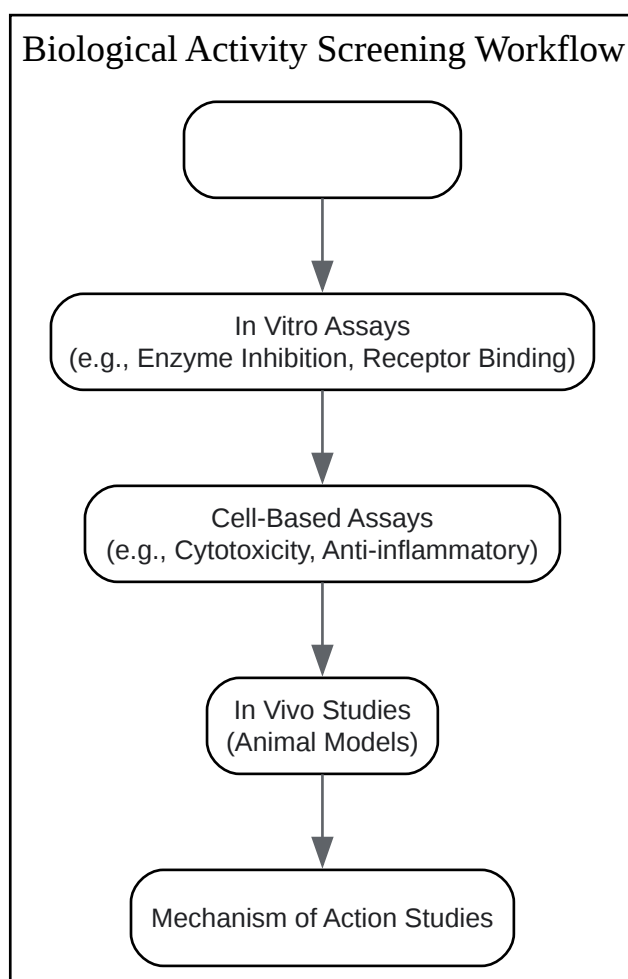 Biological Activity Screening Workflow
In Vitro Assays
(e.g., Enzyme Inhibition, Receptor Binding)
Cell-Based Assays
(e.g., Cytotoxicity, Anti-inflammatory)
In Vivo Studies
(Animal Models)
Mechanism of Action Studies